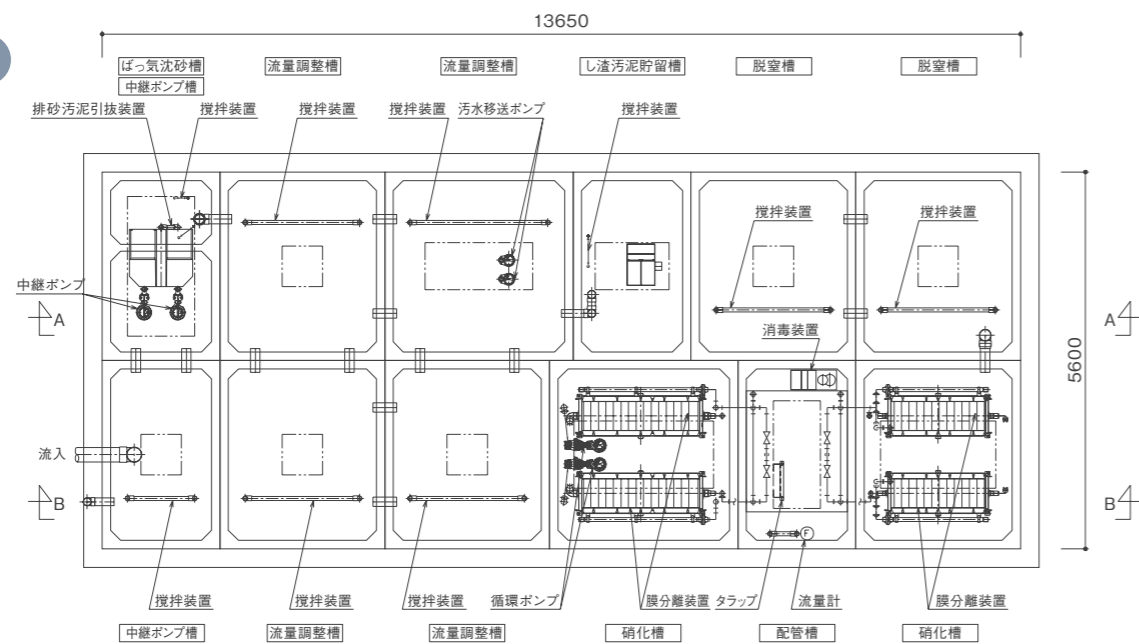 13650
ばっ気沈砂槽 流量調整槽 流量調整槽 し渣汚泥貯留槽 脱窒槽 脱窒槽
中継ポンプ槽
排砂汚泥引抜装置 撹拌装置 撹拌装置 撹拌装置 汚水移送ポンプ 撹拌装置
撹拌装置 撹拌装置
中継ポンプ
A A
消毒装置
5600
流入
B B
F
撹拌装置 撹拌装置 撹拌装置 循環ポンプ 膜分離装置 タラップ 流量計 膜分離装置
中継ポンプ槽 流量調整槽 流量調整槽 硝化槽 配管槽 硝化槽